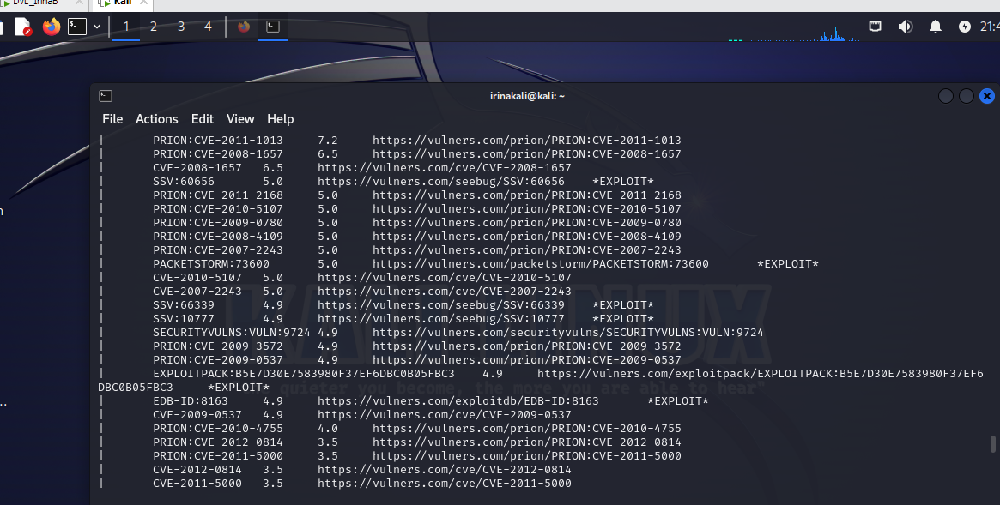 DVL_Irinab
Kali
1 2 3 4
irinakali@kali: ~
File Actions Edit View Help
| PRION:CVE-2011-1013 7.2 https://vulners.com/prion/PRION:CVE-2011-1013
| PRION:CVE-2008-1657 6.5 https://vulners.com/prion/PRION:CVE-2008-1657
| CVE-2008-1657 6.5 https://vulners.com/cve/CVE-2008-1657
| SSV:60656 5.0 https://vulners.com/seebug/SSV:60656 *EXPLOIT*
| PRION:CVE-2011-2168 5.0 https://vulners.com/prion/PRION:CVE-2011-2168
| PRION:CVE-2010-5107 5.0 https://vulners.com/prion/PRION:CVE-2010-5107
| PRION:CVE-2009-0780 5.0 https://vulners.com/prion/PRION:CVE-2009-0780
| PRION:CVE-2008-4109 5.0 https://vulners.com/prion/PRION:CVE-2008-4109
| PRION:CVE-2007-2243 5.0 https://vulners.com/prion/PRION:CVE-2007-2243
| PACKETSTORM:73600 5.0 https://vulners.com/packetstorm/PACKETSTORM:73600 *EXPLOIT*
| CVE-2010-5107 5.0 https://vulners.com/cve/CVE-2010-5107
| CVE-2007-2243 5.0 https://vulners.com/cve/CVE-2007-2243
| SSV:66339 4.9 https://vulners.com/seebug/SSV:66339 *EXPLOIT*
| SSV:10777 4.9 https://vulners.com/seebug/SSV:10777 *EXPLOIT*
| SECURITYVULNS:VULN:9724 4.9 https://vulners.com/securityvulns/SECURITYVULNS:VULN:9724
| PRION:CVE-2009-3572 4.9 https://vulners.com/prion/PRION:CVE-2009-3572
| PRION:CVE-2009-0537 4.9 https://vulners.com/prion/PRION:CVE-2009-0537
| EXPLOITPACK:B5E7D30E7583980F37EF6DBC0B05FBC3 4.9 https://vulners.com/exploitpack/EXPLOITPACK:B5E7D30E7583980F37EF6
DBC0B05FBC3 *EXPLOIT*
quieter you become, the more you are able to hear"
| EDB-ID:8163 4.9 https://vulners.com/exploitdb/EDB-ID:8163 *EXPLOIT*
| CVE-2009-0537 4.9 https://vulners.com/cve/CVE-2009-0537
| PRION:CVE-2010-4755 4.0 https://vulners.com/prion/PRION:CVE-2010-4755
| PRION:CVE-2012-0814 3.5 https://vulners.com/prion/PRION:CVE-2012-0814
| PRION:CVE-2011-5000 3.5 https://vulners.com/prion/PRION:CVE-2011-5000
| CVE-2012-0814 3.5 https://vulners.com/cve/CVE-2012-0814
| CVE-2011-5000 3.5 https://vulners.com/cve/CVE-2011-5000